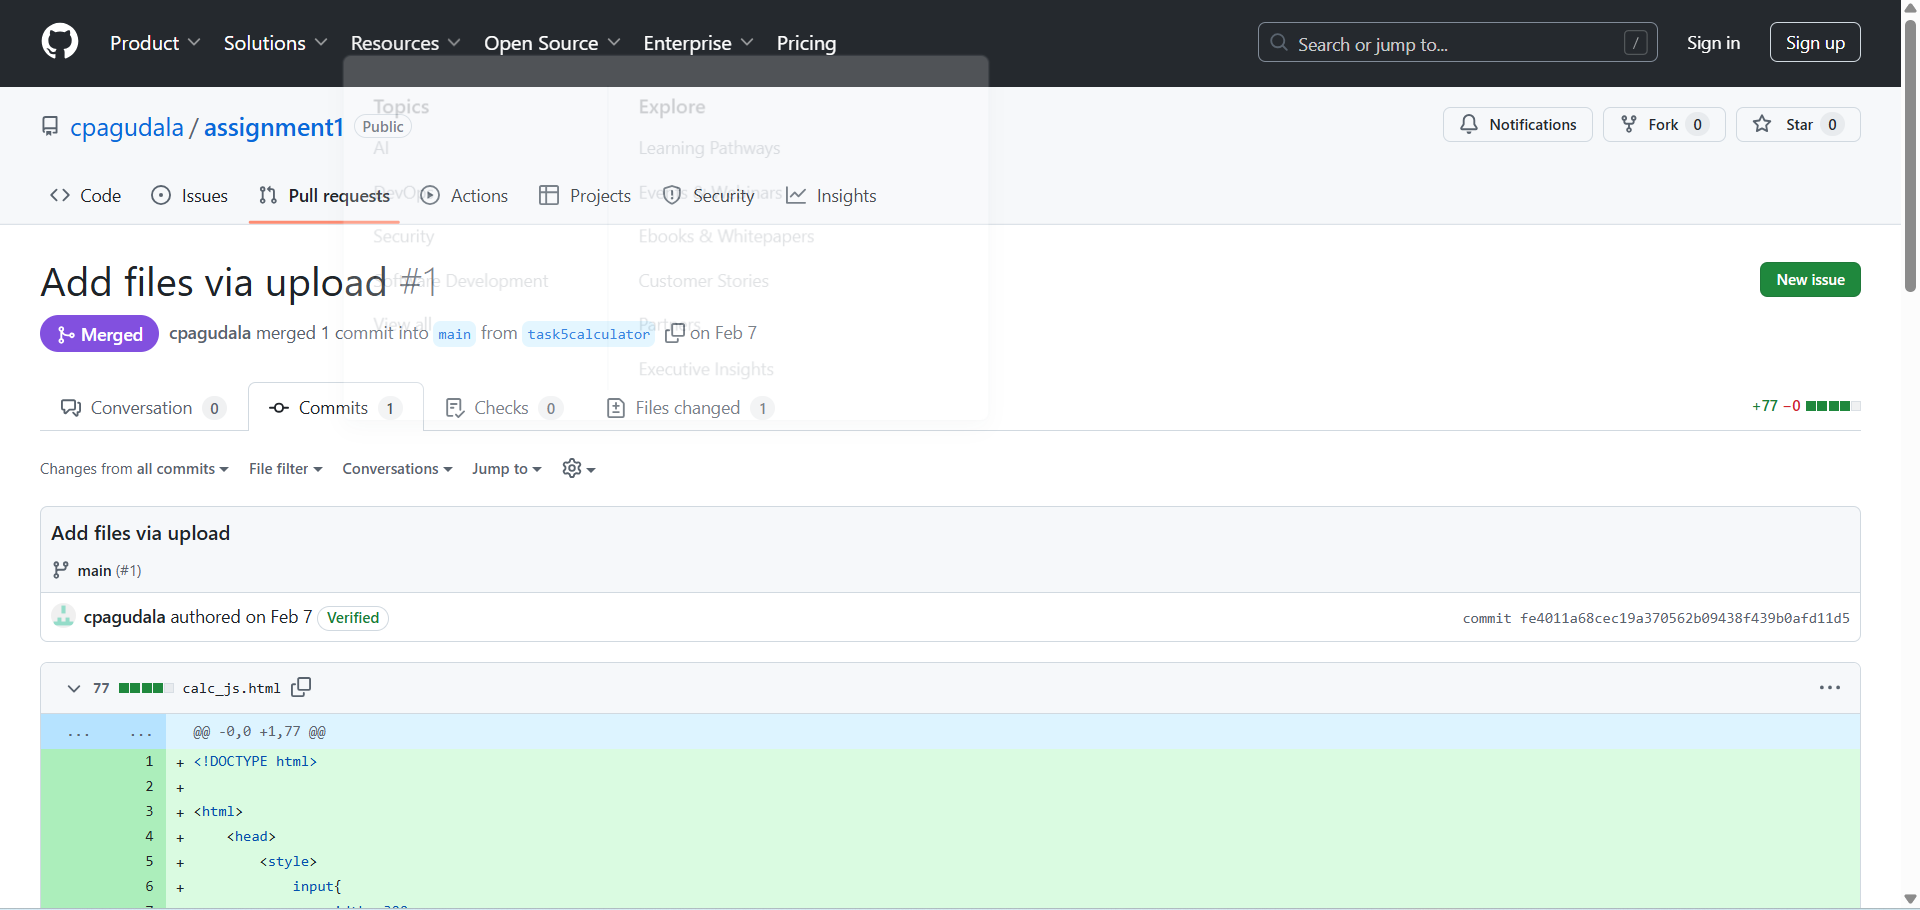 Product Solutions Resources Open Source Enterprise Pricing Search or jump to... / Sign in Sign up
Topics Explore
cpagudala / assignment1 Public Notifications Fork 0 Star 0
AI Learning Pathways
DevOps Events & Webinars
Code Issues Pull requests Actions Projects Security Insights
Security Ebooks & Whitepapers
Software Development Customer Stories
Add files via upload #1 New issue
View all Partners
Merged cpagudala merged 1 commit into main from task5calculator on Feb 7
Executive Insights
Conversation 0 Commits 1 Checks 0 Files changed 1 +77 −0
Changes from all commits File filter Conversations Jump to
Add files via upload
main (#1)
cpagudala authored on Feb 7 Verified commit fe4011a68cec19a370562b09438f439b0afd11d5
77 calc_js.html ...
... ... @@ -0,0 +1,77 @@
1 + <!DOCTYPE html>
2 +
3 + <html>
4 + <head>
5 + <style>
6 + input{